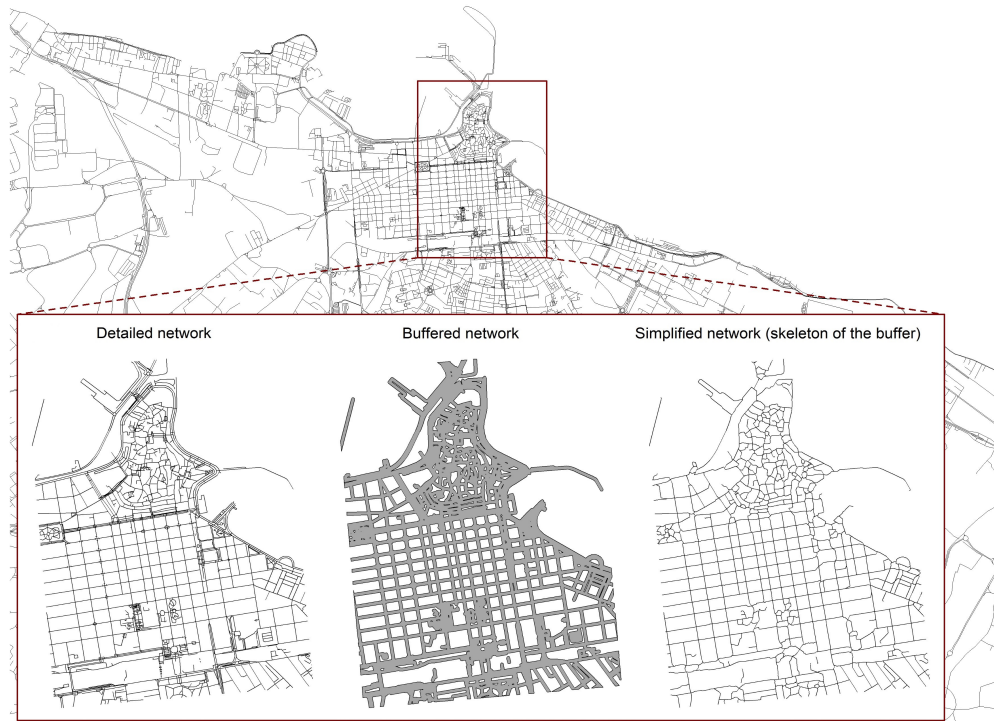 Detailed network
Buffered network
Simplified network (skeleton of the buffer)